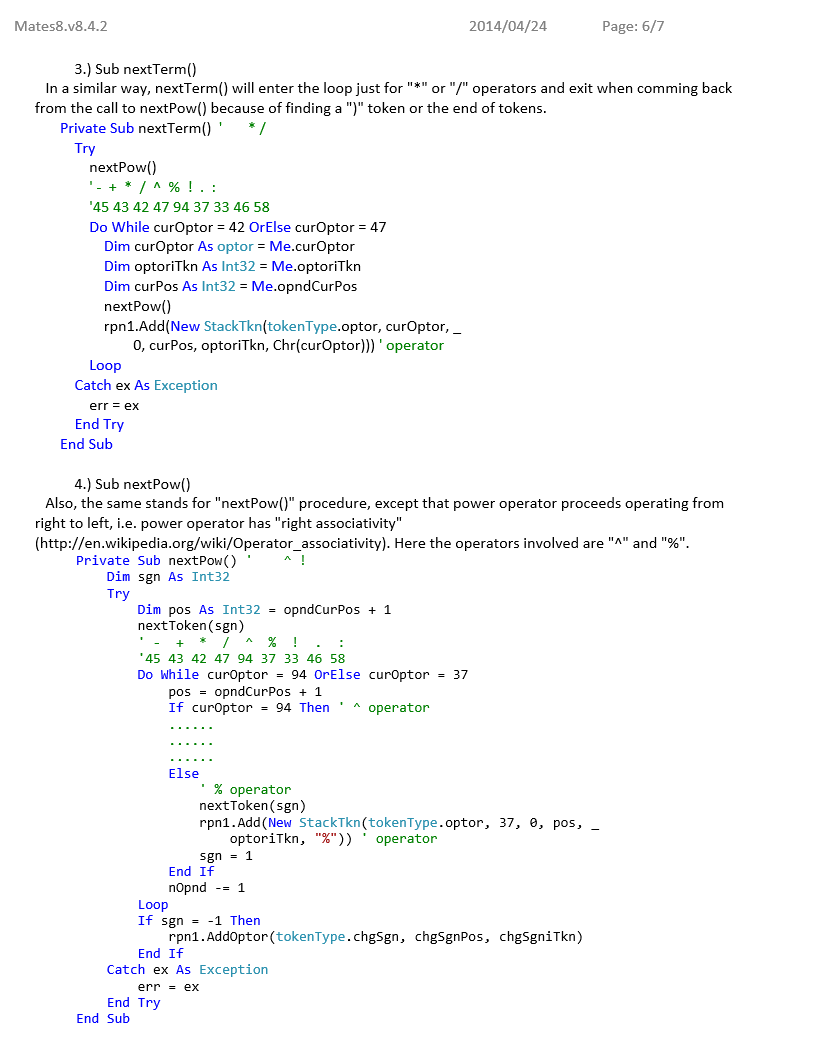 Mates8.v8.4.2 2014/04/24 Page: 6/7
3.) Sub nextTerm()
In a similar way, nextTerm() will enter the loop just for "*" or "/" operators and exit when comming back
from the call to nextPow() because of finding a ")" token or the end of tokens.
Private Sub nextTerm() ' * /
Try
nextPow()
'- + * / ^ % ! . :
'45 43 42 47 94 37 33 46 58
Do While curOptor = 42 OrElse curOptor = 47
Dim curOptor As optor = Me.curOptor
Dim optoriTkn As Int32 = Me.optoriTkn
Dim curPos As Int32 = Me.opndCurPos
nextPow()
rpn1.Add(New StackTkn(tokenType.optor, curOptor, _
0, curPos, optoriTkn, Chr(curOptor))) ' operator
Loop
Catch ex As Exception
err = ex
End Try
End Sub
4.) Sub nextPow()
Also, the same stands for "nextPow()" procedure, except that power operator proceeds operating from
right to left, i.e. power operator has "right associativity"
(http://en.wikipedia.org/wiki/Operator_associativity). Here the operators involved are "^" and "%".
Private Sub nextPow() ' ^ !
Dim sgn As Int32
Try
Dim pos As Int32 = opndCurPos + 1
nextToken(sgn)
' - + * / ^ % ! . :
'45 43 42 47 94 37 33 46 58
Do While curOptor = 94 OrElse curOptor = 37
pos = opndCurPos + 1
If curOptor = 94 Then ' ^ operator
......
......
......
Else
' % operator
nextToken(sgn)
rpn1.Add(New StackTkn(tokenType.optor, 37, 0, pos, _
optoriTkn, "%")) ' operator
sgn = 1
End If
nOpnd -= 1
Loop
If sgn = -1 Then
rpn1.AddOptor(tokenType.chgSgn, chgSgnPos, chgSgniTkn)
End If
Catch ex As Exception
err = ex
End Try
End Sub